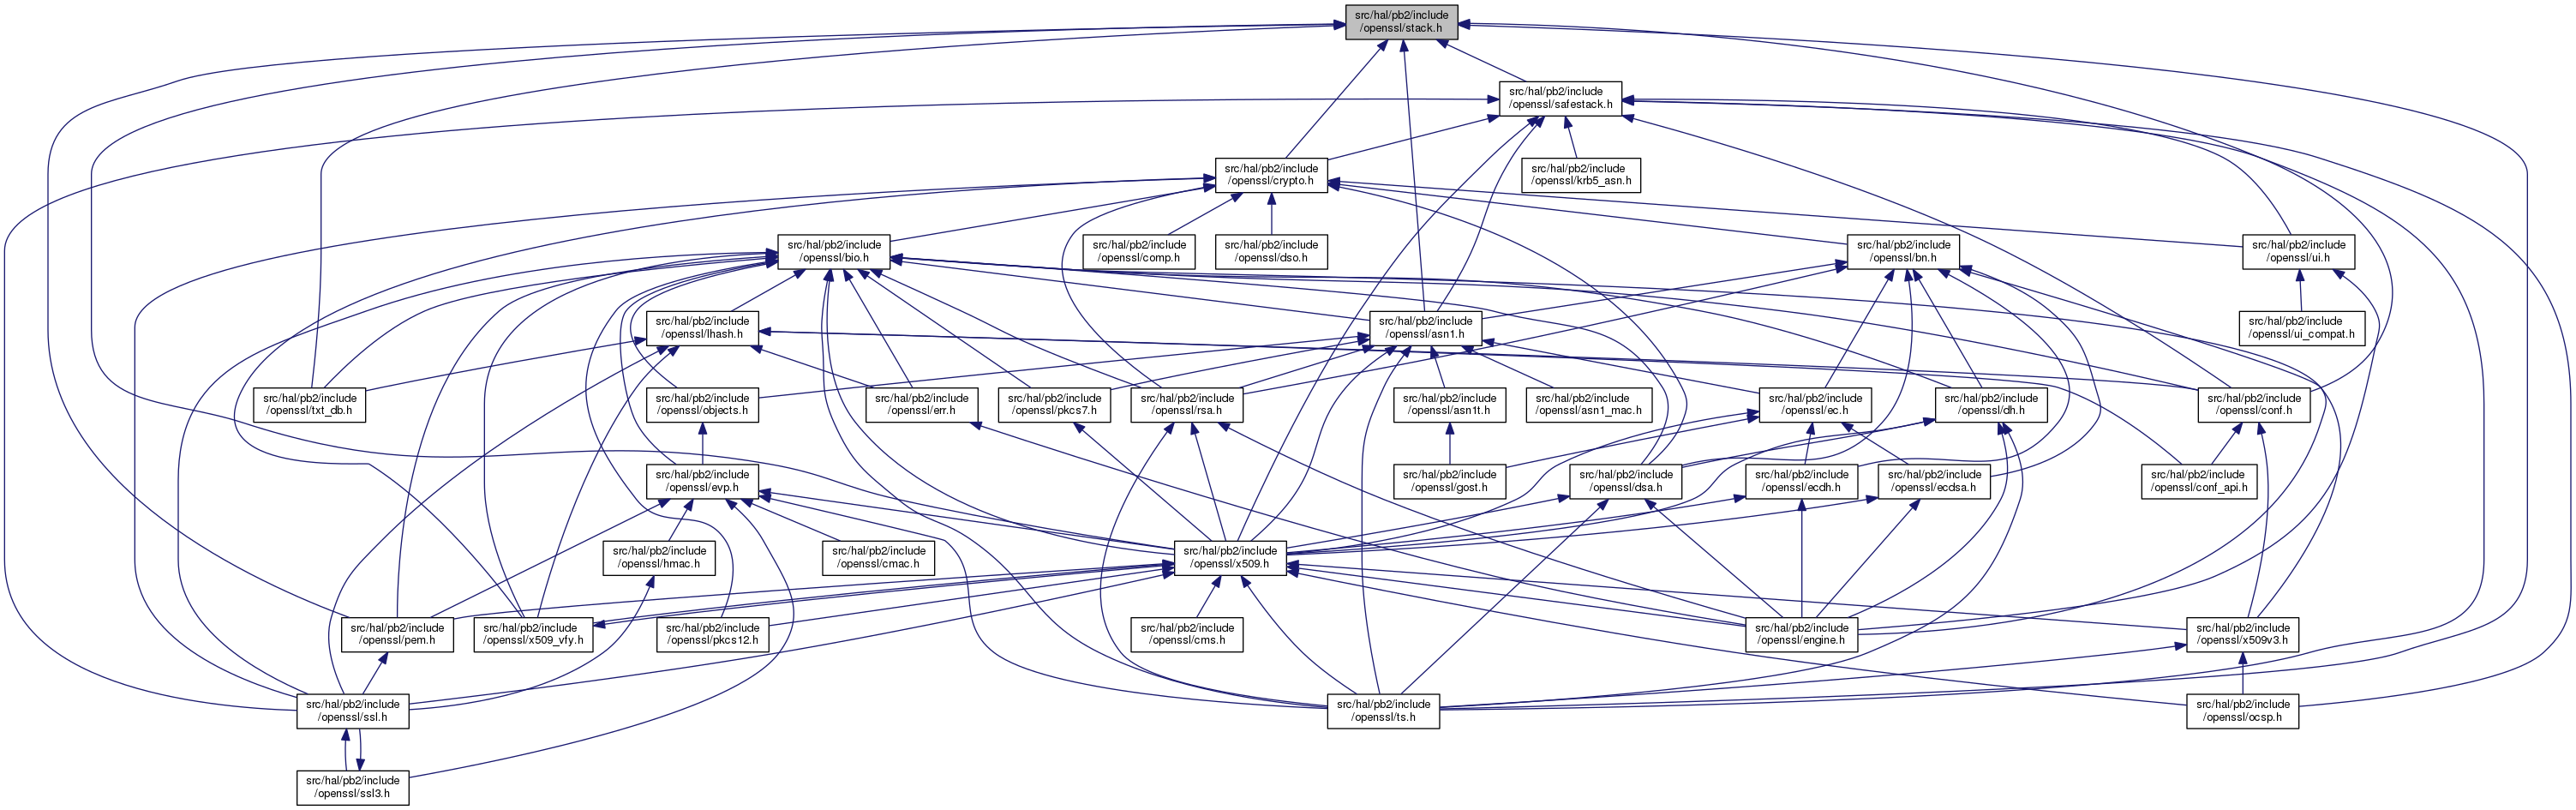 src/hal/pb2/include
/openssl/stack.h
src/hal/pb2/include
/openssl/safestack.h
src/hal/pb2/include
/openssl/crypto.h
src/hal/pb2/include
/openssl/krb5_asn.h
src/hal/pb2/include
/openssl/bio.h
src/hal/pb2/include
/openssl/comp.h
src/hal/pb2/include
/openssl/dso.h
src/hal/pb2/include
/openssl/bn.h
src/hal/pb2/include
/openssl/ui.h
src/hal/pb2/include
/openssl/lhash.h
src/hal/pb2/include
/openssl/asn1.h
src/hal/pb2/include
/openssl/ui_compat.h
src/hal/pb2/include
/openssl/txt_db.h
src/hal/pb2/include
/openssl/objects.h
src/hal/pb2/include
/openssl/err.h
src/hal/pb2/include
/openssl/pkcs7.h
src/hal/pb2/include
/openssl/rsa.h
src/hal/pb2/include
/openssl/asn1t.h
src/hal/pb2/include
/openssl/asn1_mac.h
src/hal/pb2/include
/openssl/ec.h
src/hal/pb2/include
/openssl/dh.h
src/hal/pb2/include
/openssl/conf.h
src/hal/pb2/include
/openssl/evp.h
src/hal/pb2/include
/openssl/gost.h
src/hal/pb2/include
/openssl/dsa.h
src/hal/pb2/include
/openssl/ecdh.h
src/hal/pb2/include
/openssl/ecdsa.h
src/hal/pb2/include
/openssl/conf_api.h
src/hal/pb2/include
/openssl/hmac.h
src/hal/pb2/include
/openssl/cmac.h
src/hal/pb2/include
/openssl/x509.h
src/hal/pb2/include
/openssl/pem.h
src/hal/pb2/include
/openssl/x509_vfy.h
src/hal/pb2/include
/openssl/pkcs12.h
src/hal/pb2/include
/openssl/cms.h
src/hal/pb2/include
/openssl/engine.h
src/hal/pb2/include
/openssl/x509v3.h
src/hal/pb2/include
/openssl/ssl.h
src/hal/pb2/include
/openssl/ts.h
src/hal/pb2/include
/openssl/ocsp.h
src/hal/pb2/include
/openssl/ssl3.h